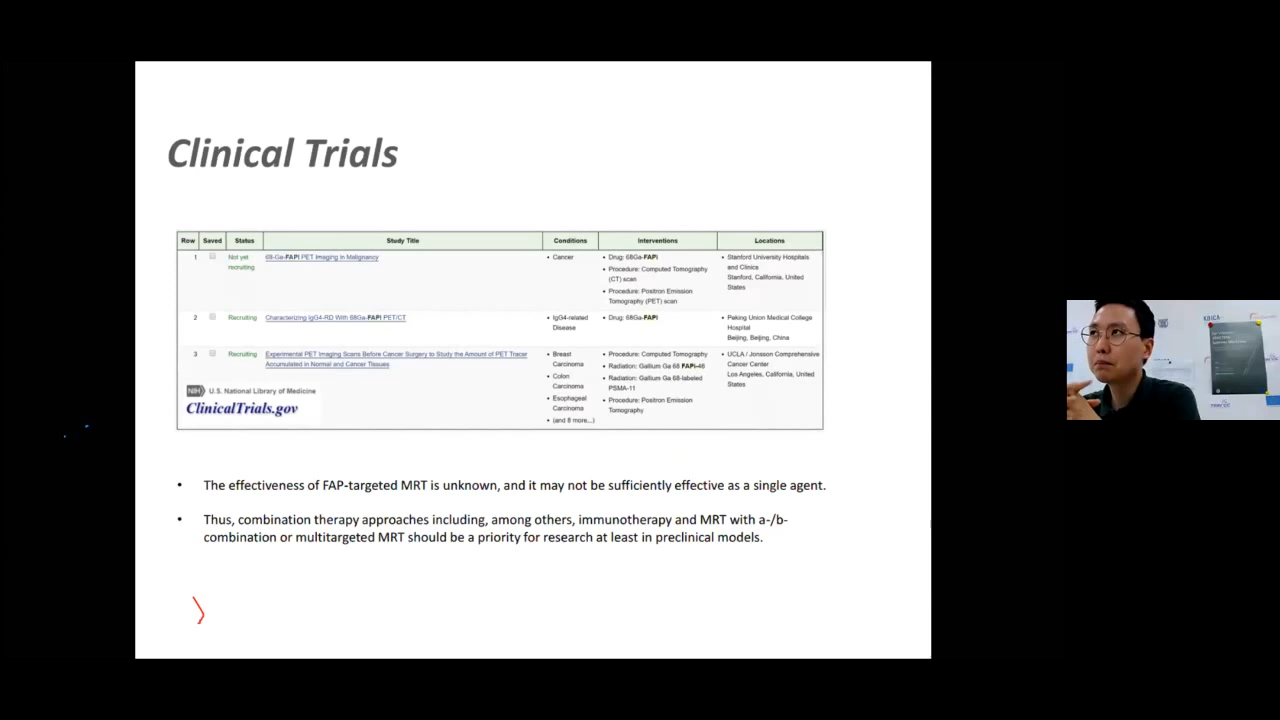 Clinical Trials
Row Saved Status Study Title Conditions Interventions Locations
1 Not yet recruiting 68-Ga-FAPI PET Imaging in Malignancy • Cancer • Drug: 68Ga-FAPI • Stanford University Hospitals
and Clinics
• Procedure: Computed Tomography
(CT) scan
Stanford, California, United
States
• Procedure: Positron Emission
Tomography (PET) scan
2 Recruiting Characterizing IgG4-RD With 68Ga-FAPI PET/CT • IgG4-related
Disease
• Drug: 68Ga-FAPI • Peking Union Medical College
Hospital
Beijing, Beijing, China
3 Recruiting Experimental PET Imaging Scans Before Cancer Surgery to Study the Amount of PET Tracer
Accumulated in Normal and Cancer Tissues
• Breast
Carcinoma
• Colon
Carcinoma
• Esophageal
Carcinoma
• (and 8 more...)
• Procedure: Computed Tomography
• Radiation: Gallium Ga 68 FAPi-46
• Radiation: Gallium Ga 68-labeled
PSMA-11
• Procedure: Positron Emission
Tomography
• UCLA / Jonsson Comprehensive
Cancer Center
Los Angeles, California, United
States
NIH U.S. National Library of Medicine
ClinicalTrials.gov
• The effectiveness of FAP-targeted MRT is unknown, and it may not be sufficiently effective as a single agent.
• Thus, combination therapy approaches including, among others, immunotherapy and MRT with a-/b-
combination or multitargeted MRT should be a priority for research at least in preclinical models.